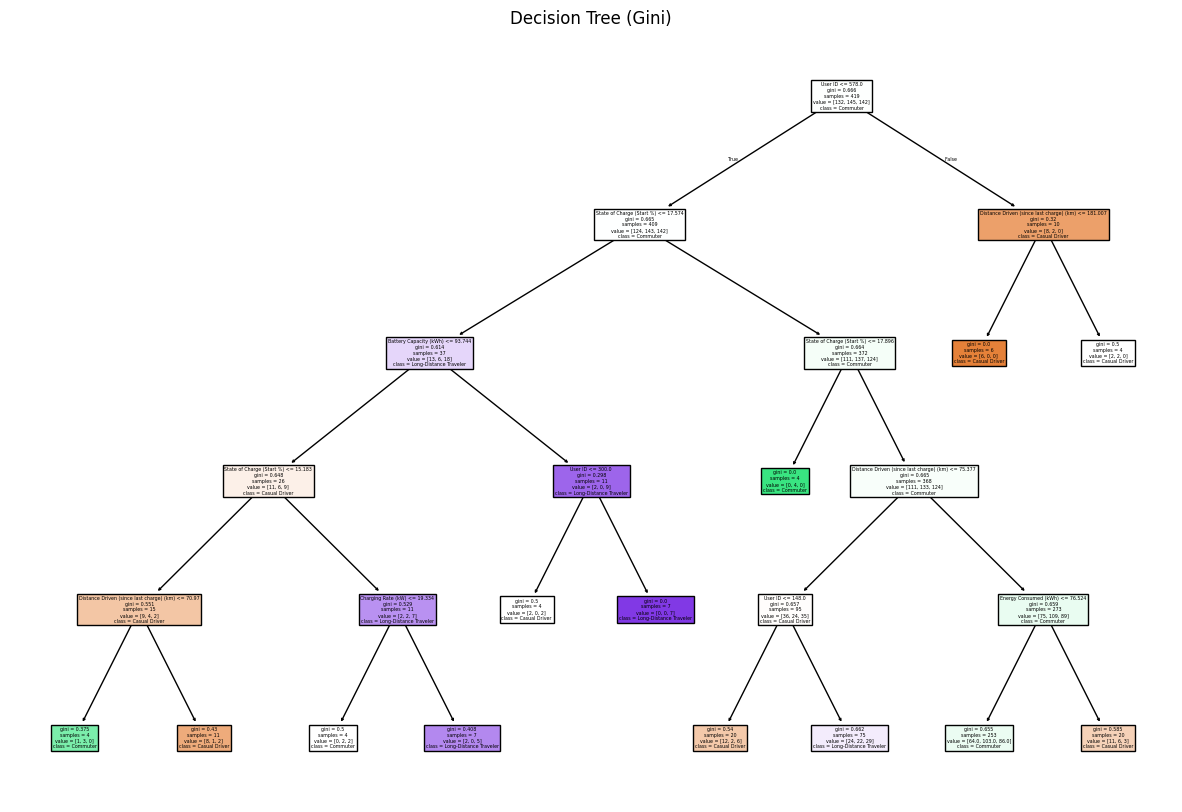 Decision Tree (Gini)
User ID <= 578.0
gini = 0.666
samples = 419
value = [132, 145, 142]
class = Commuter
True
False
State of Charge (Start %) <= 17.574
gini = 0.665
samples = 409
value = [124, 143, 142]
class = Commuter
Distance Driven (since last charge) (km) <= 181.007
gini = 0.32
samples = 10
value = [8, 2, 0]
class = Casual Driver
Battery Capacity (kWh) <= 93.744
gini = 0.614
samples = 37
value = [13, 6, 18]
class = Long-Distance Traveler
State of Charge (Start %) <= 17.896
gini = 0.664
samples = 372
value = [111, 137, 124]
class = Commuter
gini = 0.0
samples = 6
value = [6, 0, 0]
class = Casual Driver
gini = 0.5
samples = 4
value = [2, 2, 0]
class = Casual Driver
State of Charge (Start %) <= 15.183
gini = 0.648
samples = 26
value = [11, 6, 9]
class = Casual Driver
User ID <= 300.0
gini = 0.298
samples = 11
value = [2, 0, 9]
class = Long-Distance Traveler
gini = 0.0
samples = 4
value = [0, 4, 0]
class = Commuter
Distance Driven (since last charge) (km) <= 75.377
gini = 0.665
samples = 368
value = [111, 133, 124]
class = Commuter
Distance Driven (since last charge) (km) <= 70.97
gini = 0.551
samples = 15
value = [9, 4, 2]
class = Casual Driver
Charging Rate (kW) <= 19.334
gini = 0.529
samples = 11
value = [2, 2, 7]
class = Long-Distance Traveler
gini = 0.5
samples = 4
value = [2, 0, 2]
class = Casual Driver
gini = 0.0
samples = 7
value = [0, 0, 7]
class = Long-Distance Traveler
User ID <= 148.0
gini = 0.657
samples = 95
value = [36, 24, 35]
class = Casual Driver
Energy Consumed (kWh) <= 76.524
gini = 0.659
samples = 273
value = [75, 109, 89]
class = Commuter
gini = 0.375
samples = 4
value = [1, 3, 0]
class = Commuter
gini = 0.43
samples = 11
value = [8, 1, 2]
class = Casual Driver
gini = 0.5
samples = 4
value = [0, 2, 2]
class = Commuter
gini = 0.408
samples = 7
value = [2, 0, 5]
class = Long-Distance Traveler
gini = 0.54
samples = 20
value = [12, 2, 6]
class = Casual Driver
gini = 0.662
samples = 75
value = [24, 22, 29]
class = Long-Distance Traveler
gini = 0.655
samples = 253
value = [64.0, 103.0, 86.0]
class = Commuter
gini = 0.585
samples = 20
value = [11, 6, 3]
class = Casual Driver